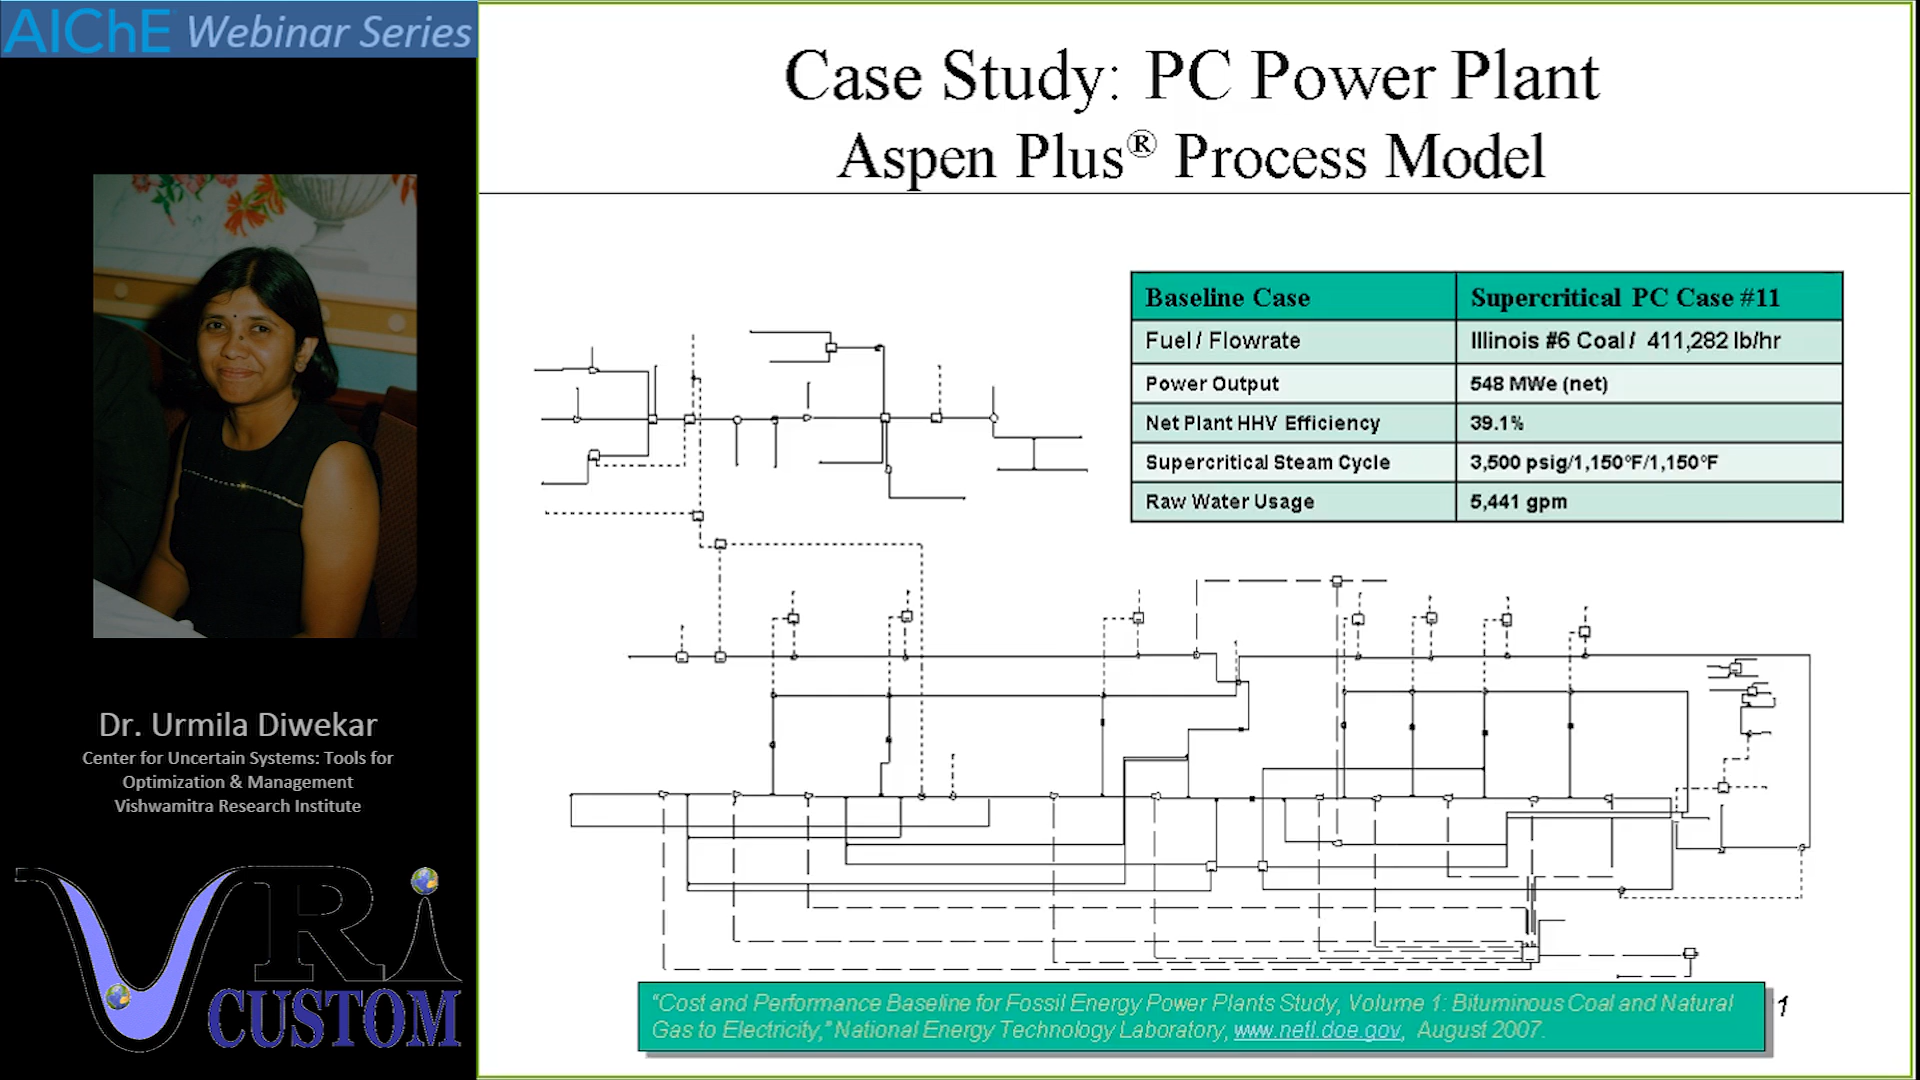 AIChE Webinar Series
Case Study: PC Power Plant
Aspen Plus® Process Model
Baseline Case Supercritical PC Case #11
Fuel / Flowrate Illinois #6 Coal / 411,282 lb/hr
Power Output 548 MWe (net)
Net Plant HHV Efficiency 39.1%
Supercritical Steam Cycle 3,500 psig/1,150°F/1,150°F
Raw Water Usage 5,441 gpm
Dr. Urmila Diwekar
Center for Uncertain Systems: Tools for
Optimization & Management
Vishwamitra Research Institute
VRi
CUSTOM
"Cost and Performance Baseline for Fossil Energy Power Plants Study, Volume 1: Bituminous Coal and Natural
Gas to Electricity," National Energy Technology Laboratory, www.netl.doe.gov, August 2007.
1